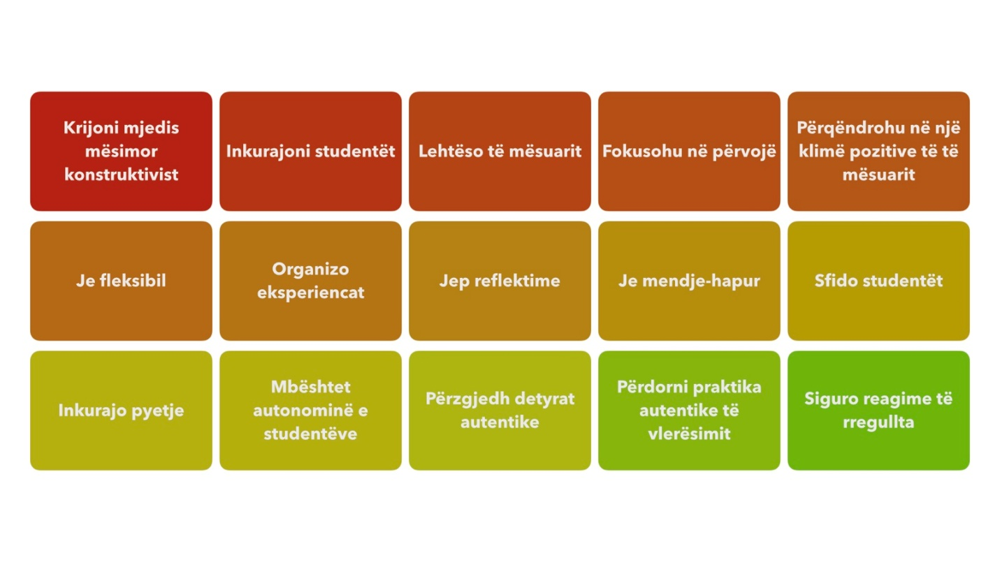 Krijoni mjedis
mësimor
konstruktivist
Inkurajoni studentët
Lehtëso të mësuarit
Fokusohu në përvojë
Përqëndrohu në një
klimë pozitive të të
mësuarit
Je fleksibil
Organizo
eksperiencat
Jep reflektime
Je mendje-hapur
Sfido studentët
Inkurajo pyetje
Mbështet
autonominë e
studentëve
Përzgjedh detyrat
autentike
Përdorni praktika
autentike të
vlerësimit
Siguro reagime të
rregullta